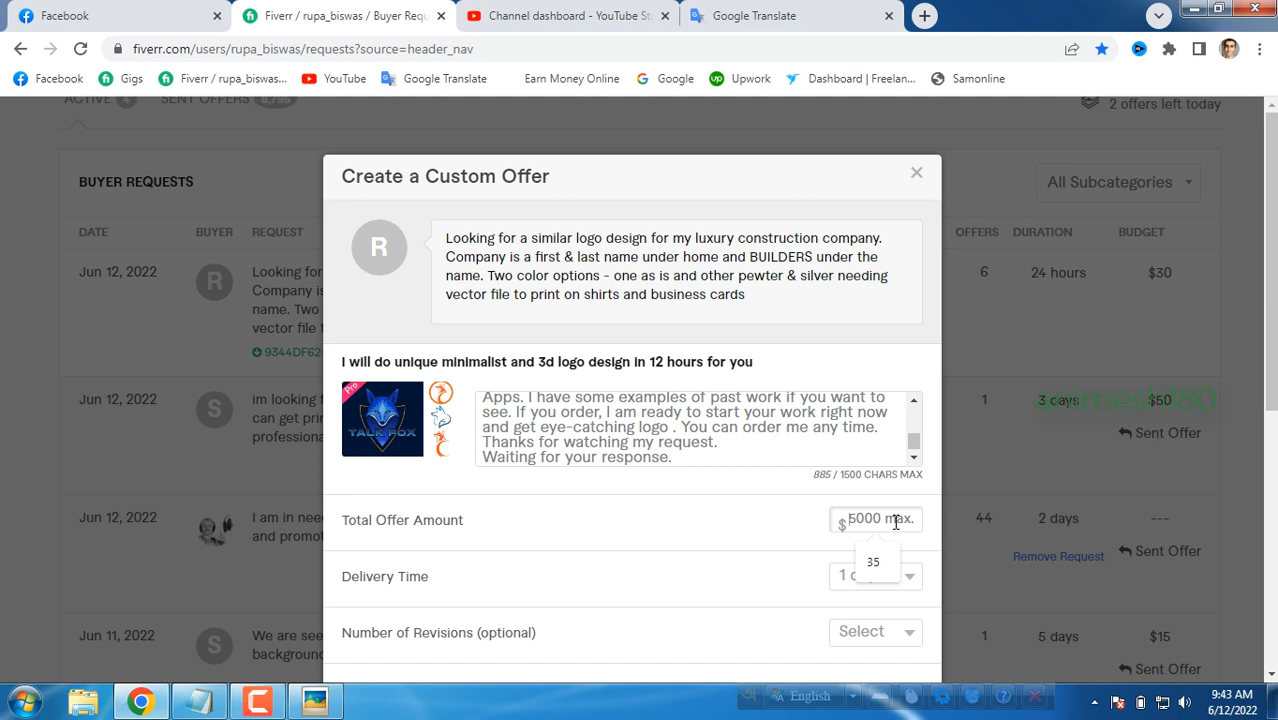 Facebook
Fiverr / rupa_biswas / Buyer Req
Channel dashboard - YouTube St
Google Translate
fiverr.com/users/rupa_biswas/requests?source=header_nav
Facebook
Gigs
Fiverr / rupa_biswas...
YouTube
Google Translate
Earn Money Online
Google
Upwork
Dashboard | Freelan...
Samonline
ACTIVE 4 SENT OFFERS
2 offers left today
BUYER REQUESTS
All Subcategories
DATE BUYER REQUEST OFFERS DURATION BUDGET
Create a Custom Offer
R
Looking for a similar logo design for my luxury construction company.
Company is a first & last name under home and BUILDERS under the
name. Two color options - one as is and other pewter & silver needing
vector file to print on shirts and business cards
Jun 12, 2022 R Looking for 6 24 hours $30
Company is
name. Two
vector file to
9344DF62
I will do unique minimalist and 3d logo design in 12 hours for you
Pro
TALK FOX
Apps. I have some examples of past work if you want to
see. If you order, I am ready to start your work right now
and get eye-catching logo . You can order me any time.
Thanks for watching my request.
Waiting for your response.
885 / 1500 CHARS MAX
Jun 12, 2022 S im looking f 1 3 days $50
can get prin
professiona
Sent Offer
Total Offer Amount $ 5000 max.
35
Jun 12, 2022 I am in need 44 2 days ---
and promot
Remove Request Sent Offer
Delivery Time 1 d
Number of Revisions (optional) Select
Jun 11, 2022 S We are see 1 5 days $15
background
Sent Offer
English
9:43 AM
6/12/2022